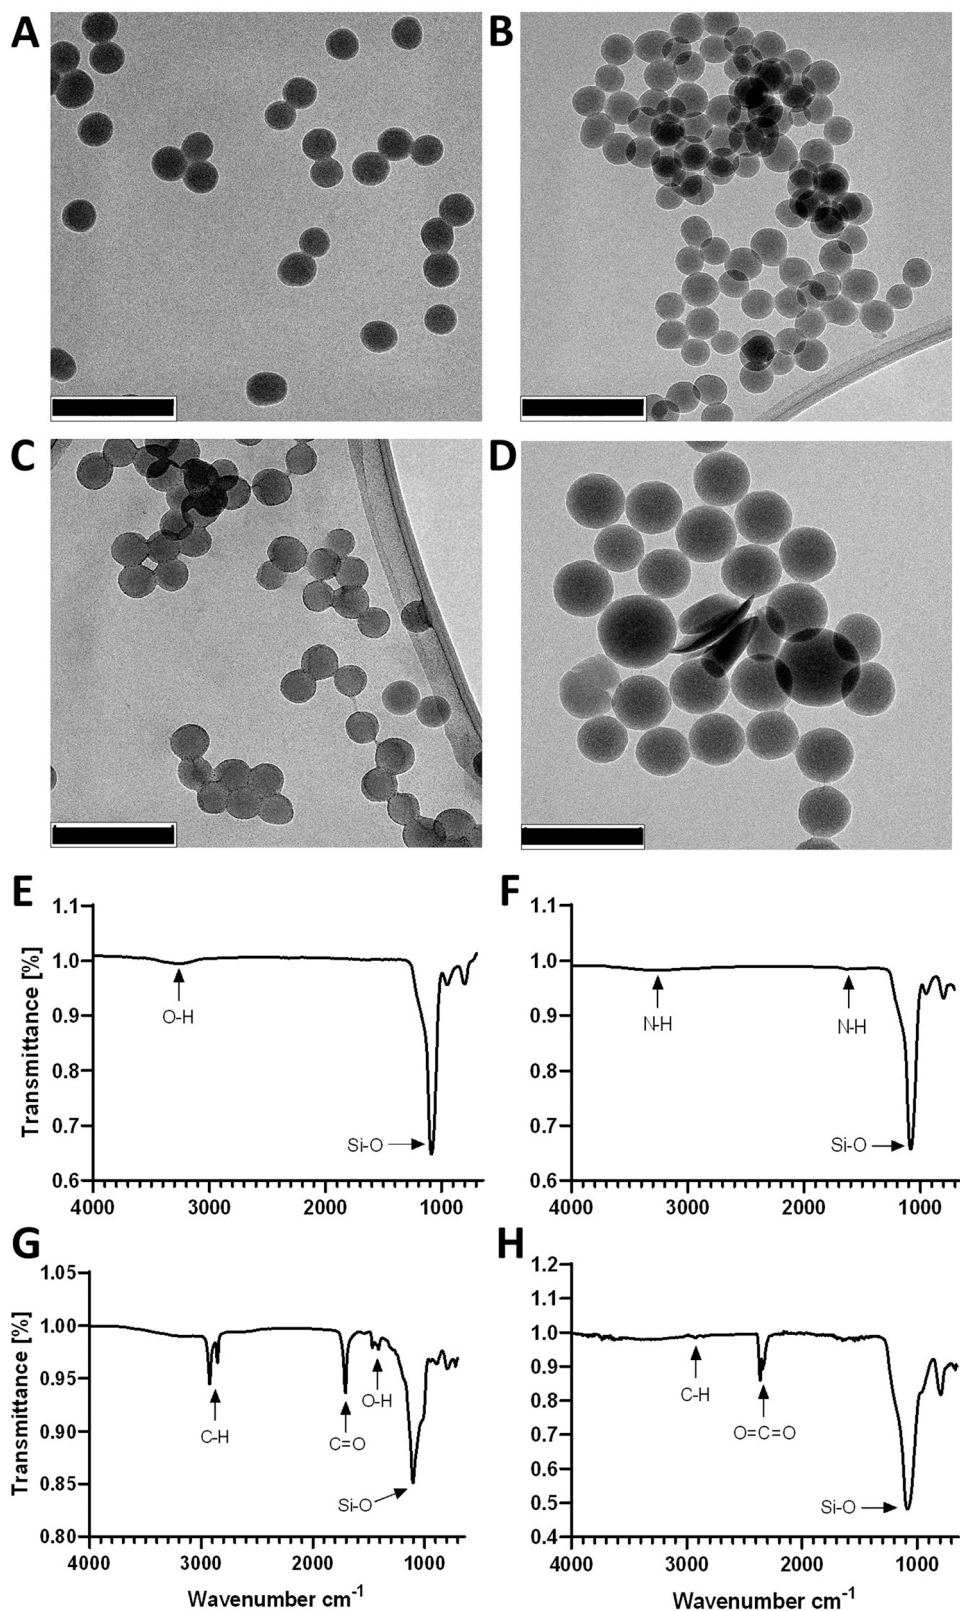 A
B
C
D
E
1.1
1.0
0.9
0.8
0.7
0.6
Transmittance [%]
O-H
Si-O
4000
3000
2000
1000
F
1.1
1.0
0.9
0.8
0.7
0.6
N-H
N-H
Si-O
4000
3000
2000
1000
G
1.05
1.00
0.95
0.90
0.85
0.80
Transmittance [%]
C-H
C=O
O-H
Si-O
4000
3000
2000
1000
Wavenumber cm⁻¹
H
1.2
1.1
1.0
0.9
0.8
0.7
0.6
0.5
0.4
C-H
O=C=O
Si-O
4000
3000
2000
1000
Wavenumber cm⁻¹